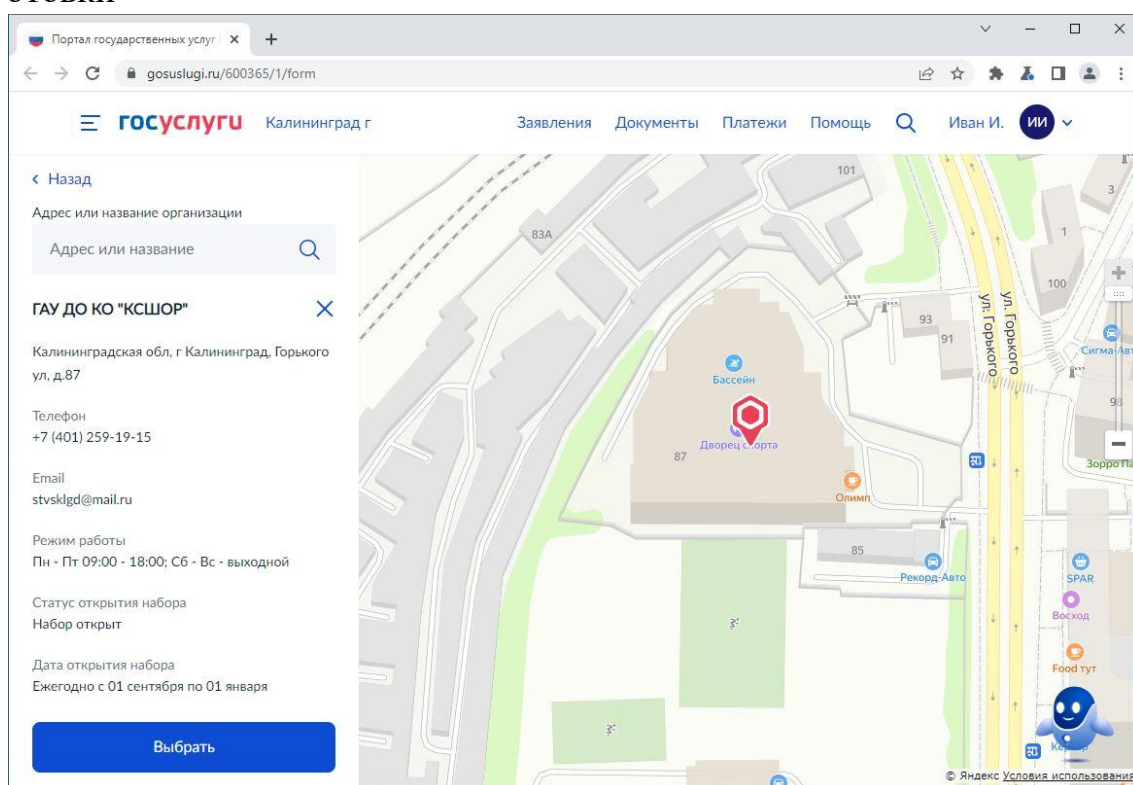 Портал государственных услуг
gosuslugi.ru/600365/1/form
госуслуги Калининград г Заявления Документы Платежи Помощь Иван И. ИИ
Назад
Адрес или название организации
Адрес или название
ГАУ ДО КО "КСШОР"
Калининградская обл, г Калининград, Горького
ул, д.87
Телефон
+7 (401) 259-19-15
Email
stvsklgd@mail.ru
Режим работы
Пн - Пт 09:00 - 18:00; Сб - Вс - выходной
Статус открытия набора
Набор открыт
Дата открытия набора
Ежегодно с 01 сентября по 01 января
Выбрать
101
3
83А
1
100
ул. Горького
ул. Горького
93
91
Сигма-Авт
Бассейн
98
Дворец спорта
87
Зорро Па
Олимп
85
Рекорд-Авто
SPAR
Восход
Food тут
© Яндекс Условия использования